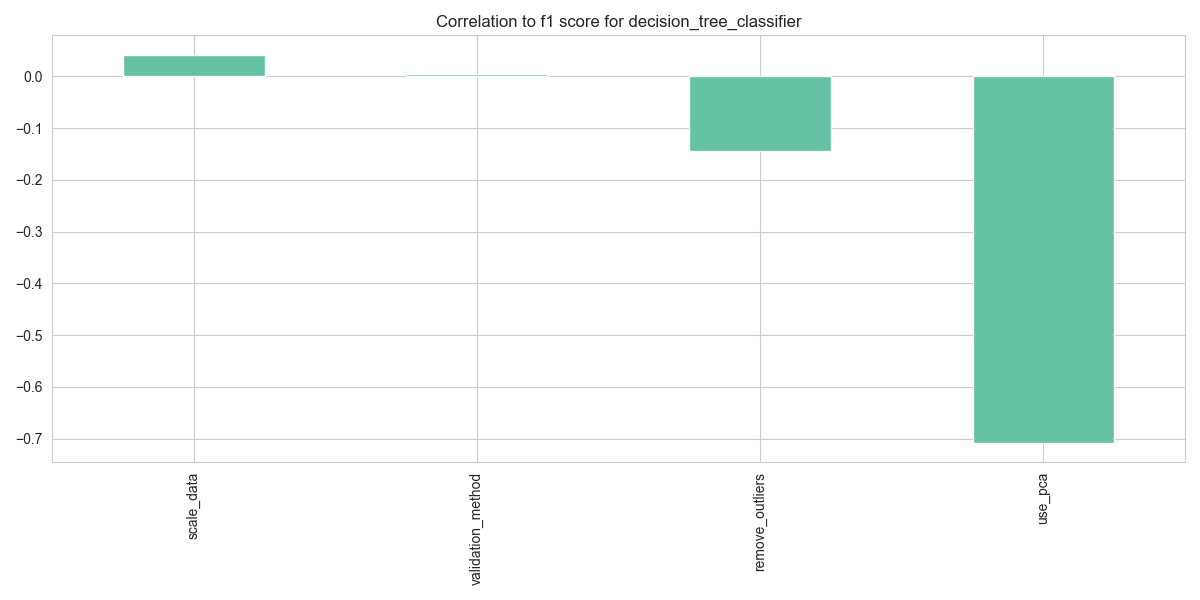 Correlation to f1 score for decision_tree_classifier
0.0
−0.1
−0.2
−0.3
−0.4
−0.5
−0.6
−0.7
scale_data
validation_method
remove_outliers
use_pca